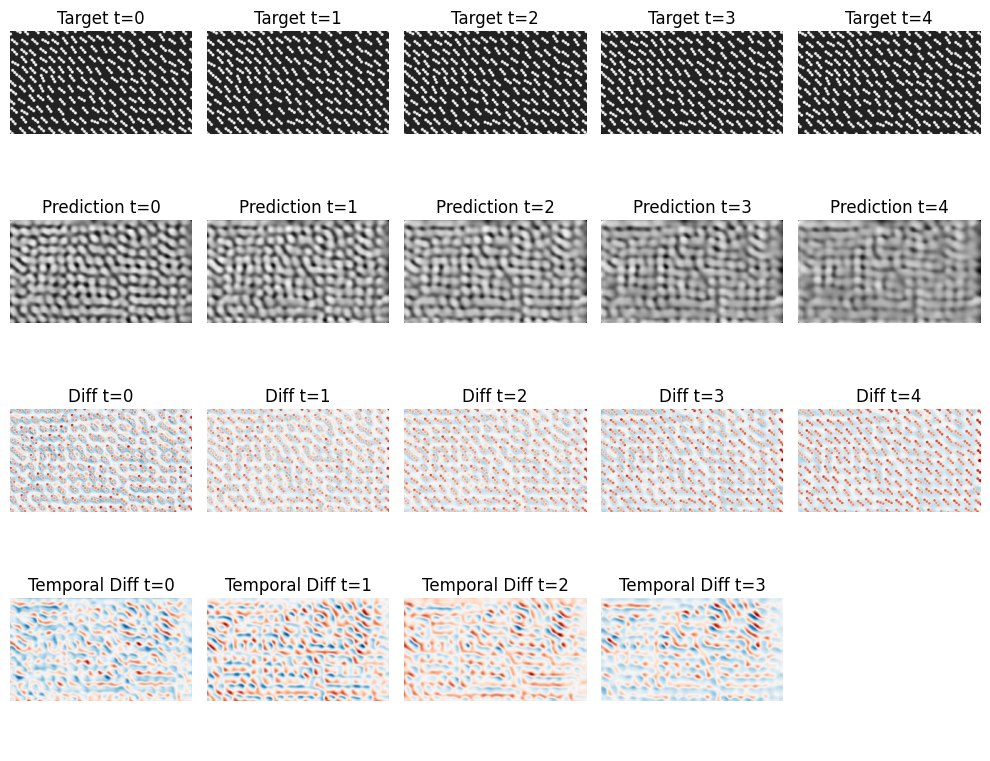 Target t=0 Target t=1 Target t=2 Target t=3 Target t=4
Prediction t=0 Prediction t=1 Prediction t=2 Prediction t=3 Prediction t=4
Diff t=0 Diff t=1 Diff t=2 Diff t=3 Diff t=4
Temporal Diff t=0 Temporal Diff t=1 Temporal Diff t=2 Temporal Diff t=3